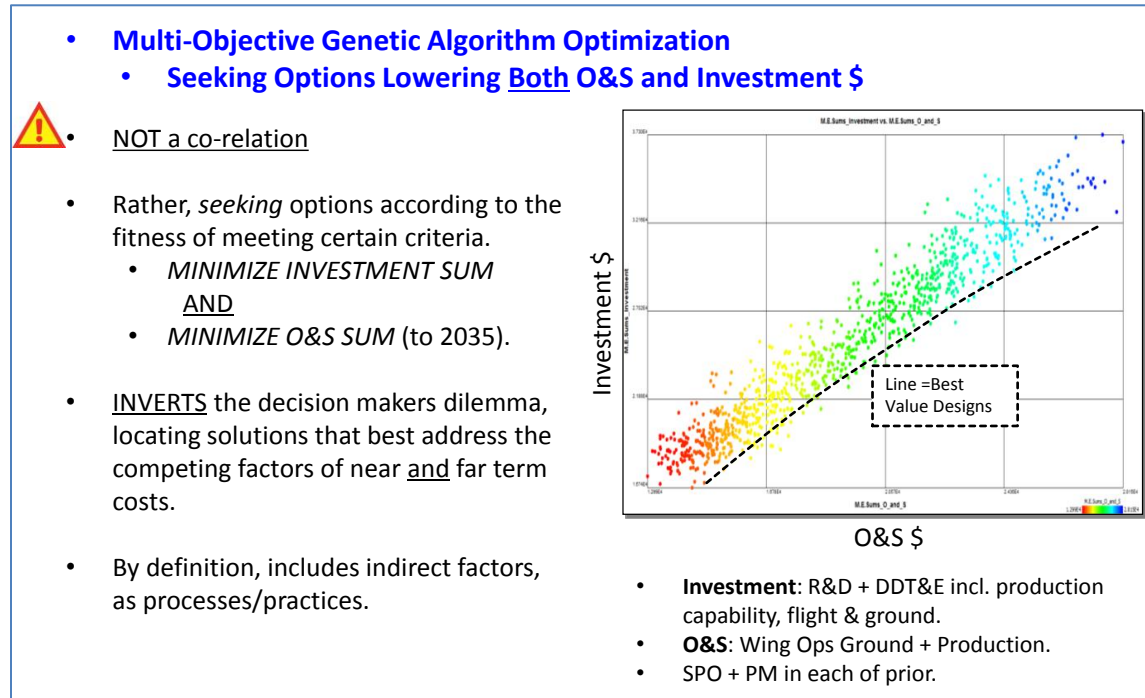 • Multi-Objective Genetic Algorithm Optimization
• Seeking Options Lowering Both O&S and Investment $
• NOT a co-relation
• Rather, seeking options according to the
fitness of meeting certain criteria.
• MINIMIZE INVESTMENT SUM
AND
• MINIMIZE O&S SUM (to 2035).
• INVERTS the decision makers dilemma,
locating solutions that best address the
competing factors of near and far term
costs.
• By definition, includes indirect factors,
as processes/practices.
M.E.Sums_Investment vs. M.E.Sums_O_and_S
Investment $
M.E.Sums_Investment
Line =Best
Value Designs
M.E.Sums_O_and_S
M.E.Sums_O_and_S
O&S $
• Investment: R&D + DDT&E incl. production
capability, flight & ground.
• O&S: Wing Ops Ground + Production.
• SPO + PM in each of prior.